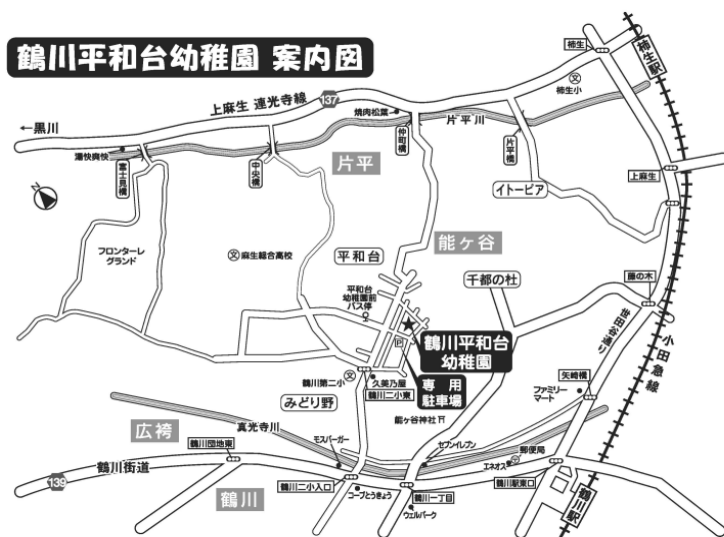 鶴川平和台幼稚園 案内図
柿生
柿生駅
文
柿生小
137
上麻生 連光寺線
焼肉松葉
←黒川
片平川
湯快爽快
富士見橋
中央橋
仲町橋
片平橋
片平
上麻生
イトーピア
N
能ヶ谷
フロンターレ
グランド
文
麻生総合高校
平和台
千都の杜
藤の木
平和台
幼稚園前
バス停
世田谷通り
P
鶴川平和台
幼稚園
小田急線
鶴川第二小
文
久美乃屋
専用
駐車場
矢崎橋
ファミリー
マート
みどり野
鶴川二小東
能ヶ谷神社
広袴
真光寺川
鶴川団地東
モスバーガー
セブンイレブン
郵便局
エネオス
鶴川街道
139
鶴川
鶴川二小入口
コープとうきょう
鶴川一丁目
ウェルパーク
鶴川駅東口
鶴川駅